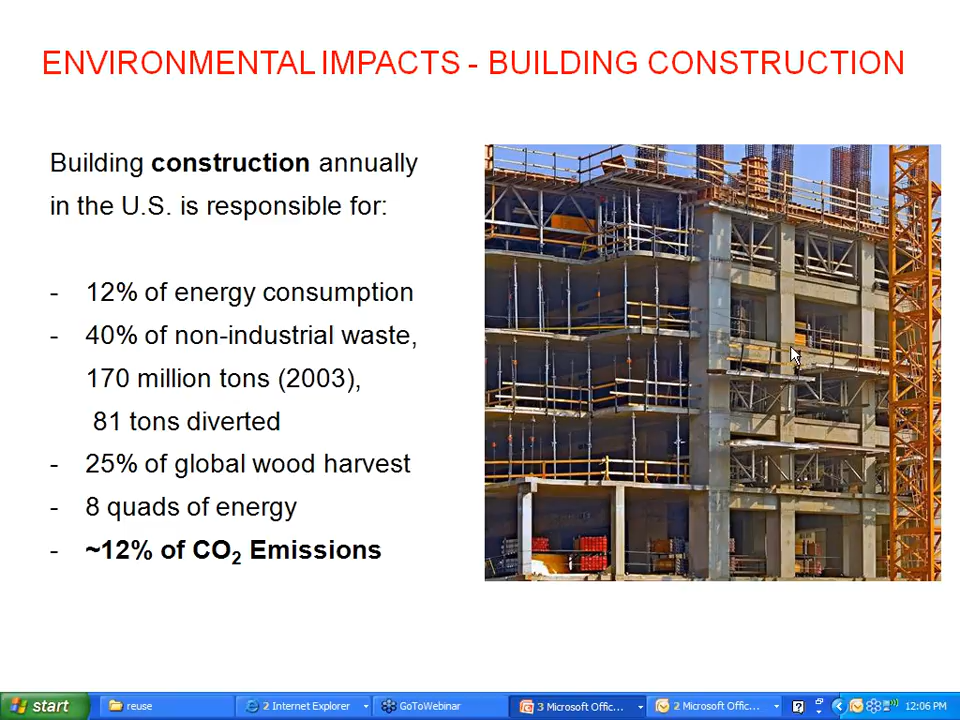 ENVIRONMENTAL IMPACTS - BUILDING CONSTRUCTION
Building construction annually
in the U.S. is responsible for:
- 12% of energy consumption
- 40% of non-industrial waste,
170 million tons (2003),
81 tons diverted
- 25% of global wood harvest
- 8 quads of energy
- ~12% of CO2 Emissions
start reuse 2 Internet Explorer GoToWebinar 3 Microsoft Offic... 2 Microsoft Offic... ? 12:06 PM